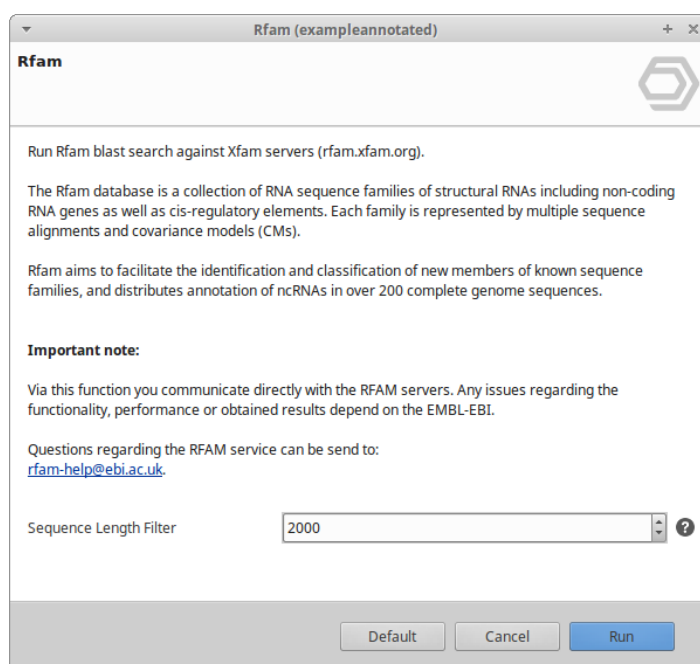 Rfam (exampleannotated)
Rfam
Run Rfam blast search against Xfam servers (rfam.xfam.org).
The Rfam database is a collection of RNA sequence families of structural RNAs including non-coding
RNA genes as well as cis-regulatory elements. Each family is represented by multiple sequence
alignments and covariance models (CMs).
Rfam aims to facilitate the identification and classification of new members of known sequence
families, and distributes annotation of ncRNAs in over 200 complete genome sequences.
Important note:
Via this function you communicate directly with the RFAM servers. Any issues regarding the
functionality, performance or obtained results depend on the EMBL-EBI.
Questions regarding the RFAM service can be send to:
rfam-help@ebi.ac.uk.
Sequence Length Filter 2000 ?
Default Cancel Run